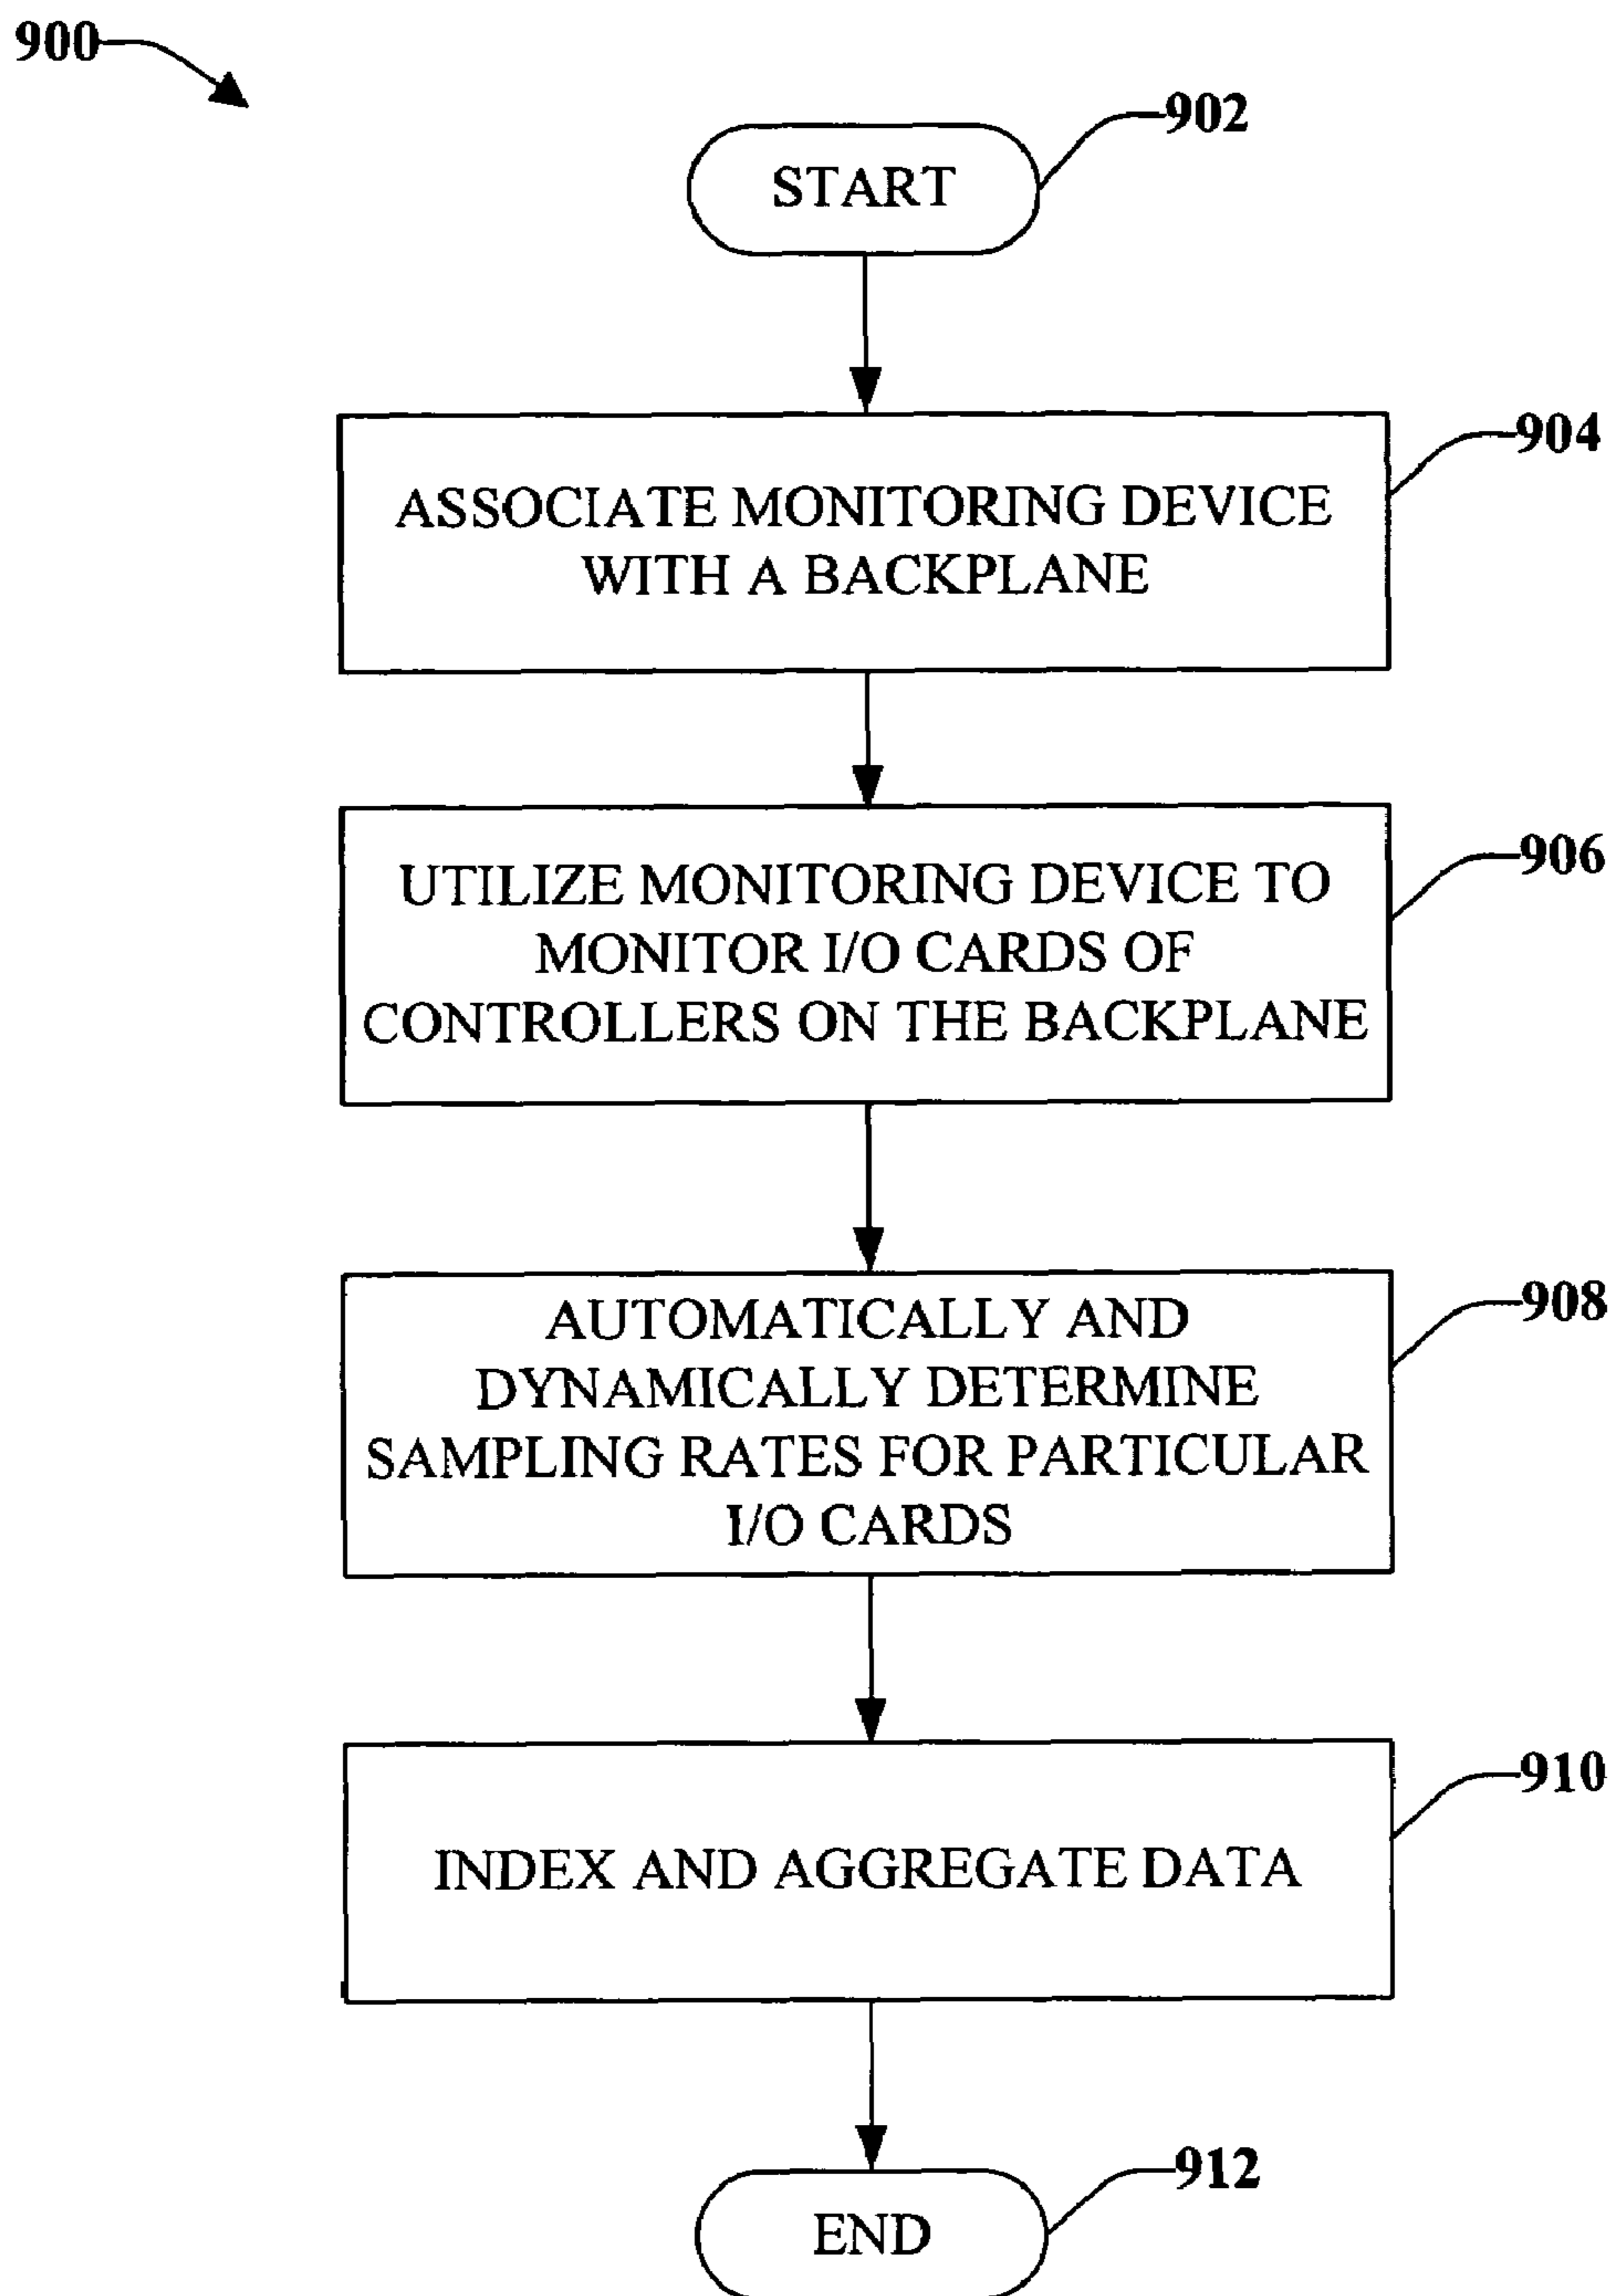 900
902
START
904
ASSOCIATE MONITORING DEVICE
WITH A BACKPLANE
906
UTILIZE MONITORING DEVICE TO
MONITOR I/O CARDS OF
CONTROLLERS ON THE BACKPLANE
908
AUTOMATICALLY AND
DYNAMICALLY DETERMINE
SAMPLING RATES FOR PARTICULAR
I/O CARDS
910
INDEX AND AGGREGATE DATA
912
END